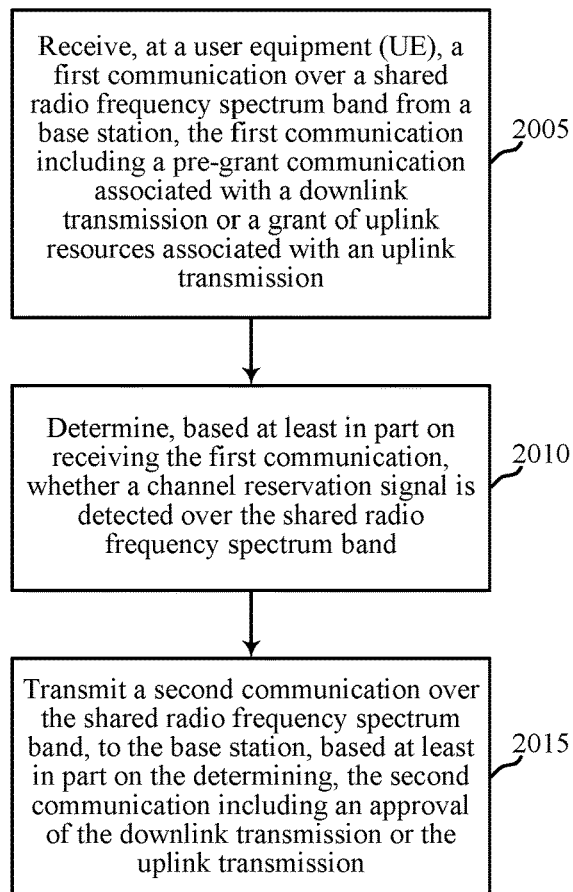 Receive, at a user equipment (UE), a
first communication over a shared
radio frequency spectrum band from a
base station, the first communication
including a pre-grant communication
associated with a downlink
transmission or a grant of uplink
resources associated with an uplink
transmission
2005
Determine, based at least in part on
receiving the first communication,
whether a channel reservation signal is
detected over the shared radio
frequency spectrum band
2010
Transmit a second communication over
the shared radio frequency spectrum
band, to the base station, based at least
in part on the determining, the second
communication including an approval
of the downlink transmission or the
uplink transmission
2015